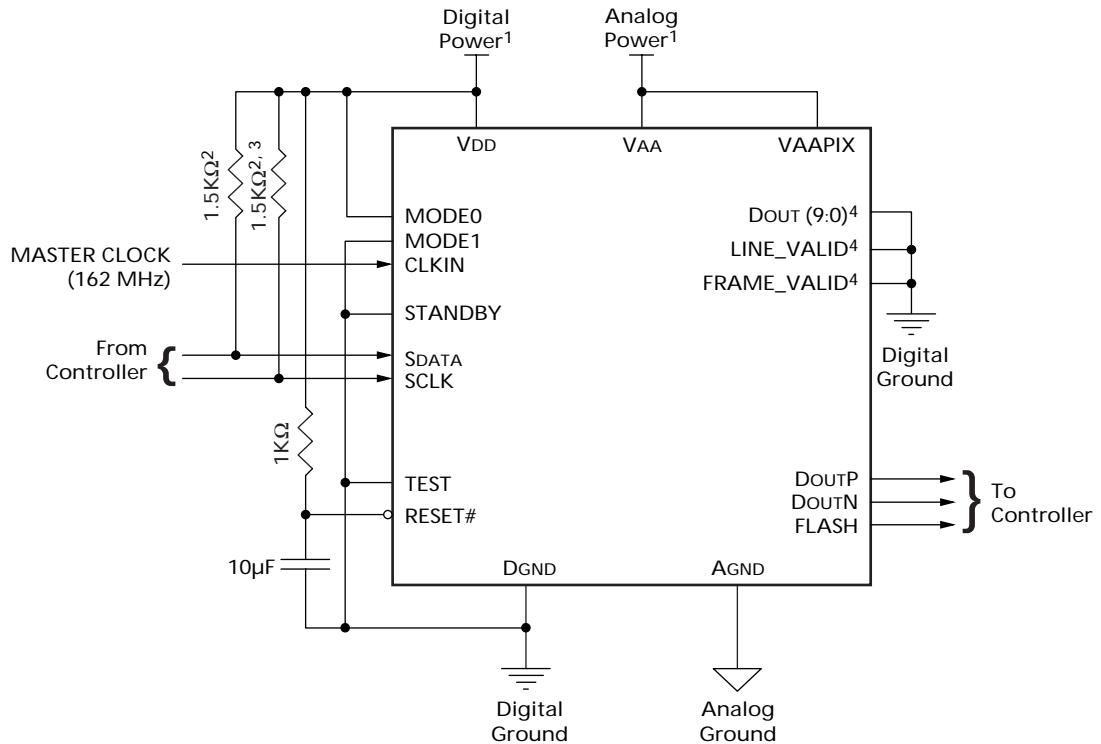 Digital
Power¹
Analog
Power¹
VDD
VAA
VAAPIX
1.5KΩ²
1.5KΩ²,³
MODE0
MODE1
MASTER CLOCK
(162 MHz)
CLKIN
STANDBY
From
Controller
SDATA
SCLK
1KΩ
TEST
RESET#
10µF
DOUT (9:0)⁴
LINE_VALID⁴
FRAME_VALID⁴
Digital
Ground
DOUTP
DOUTN
FLASH
To
Controller
DGND
AGND
Digital
Ground
Analog
Ground